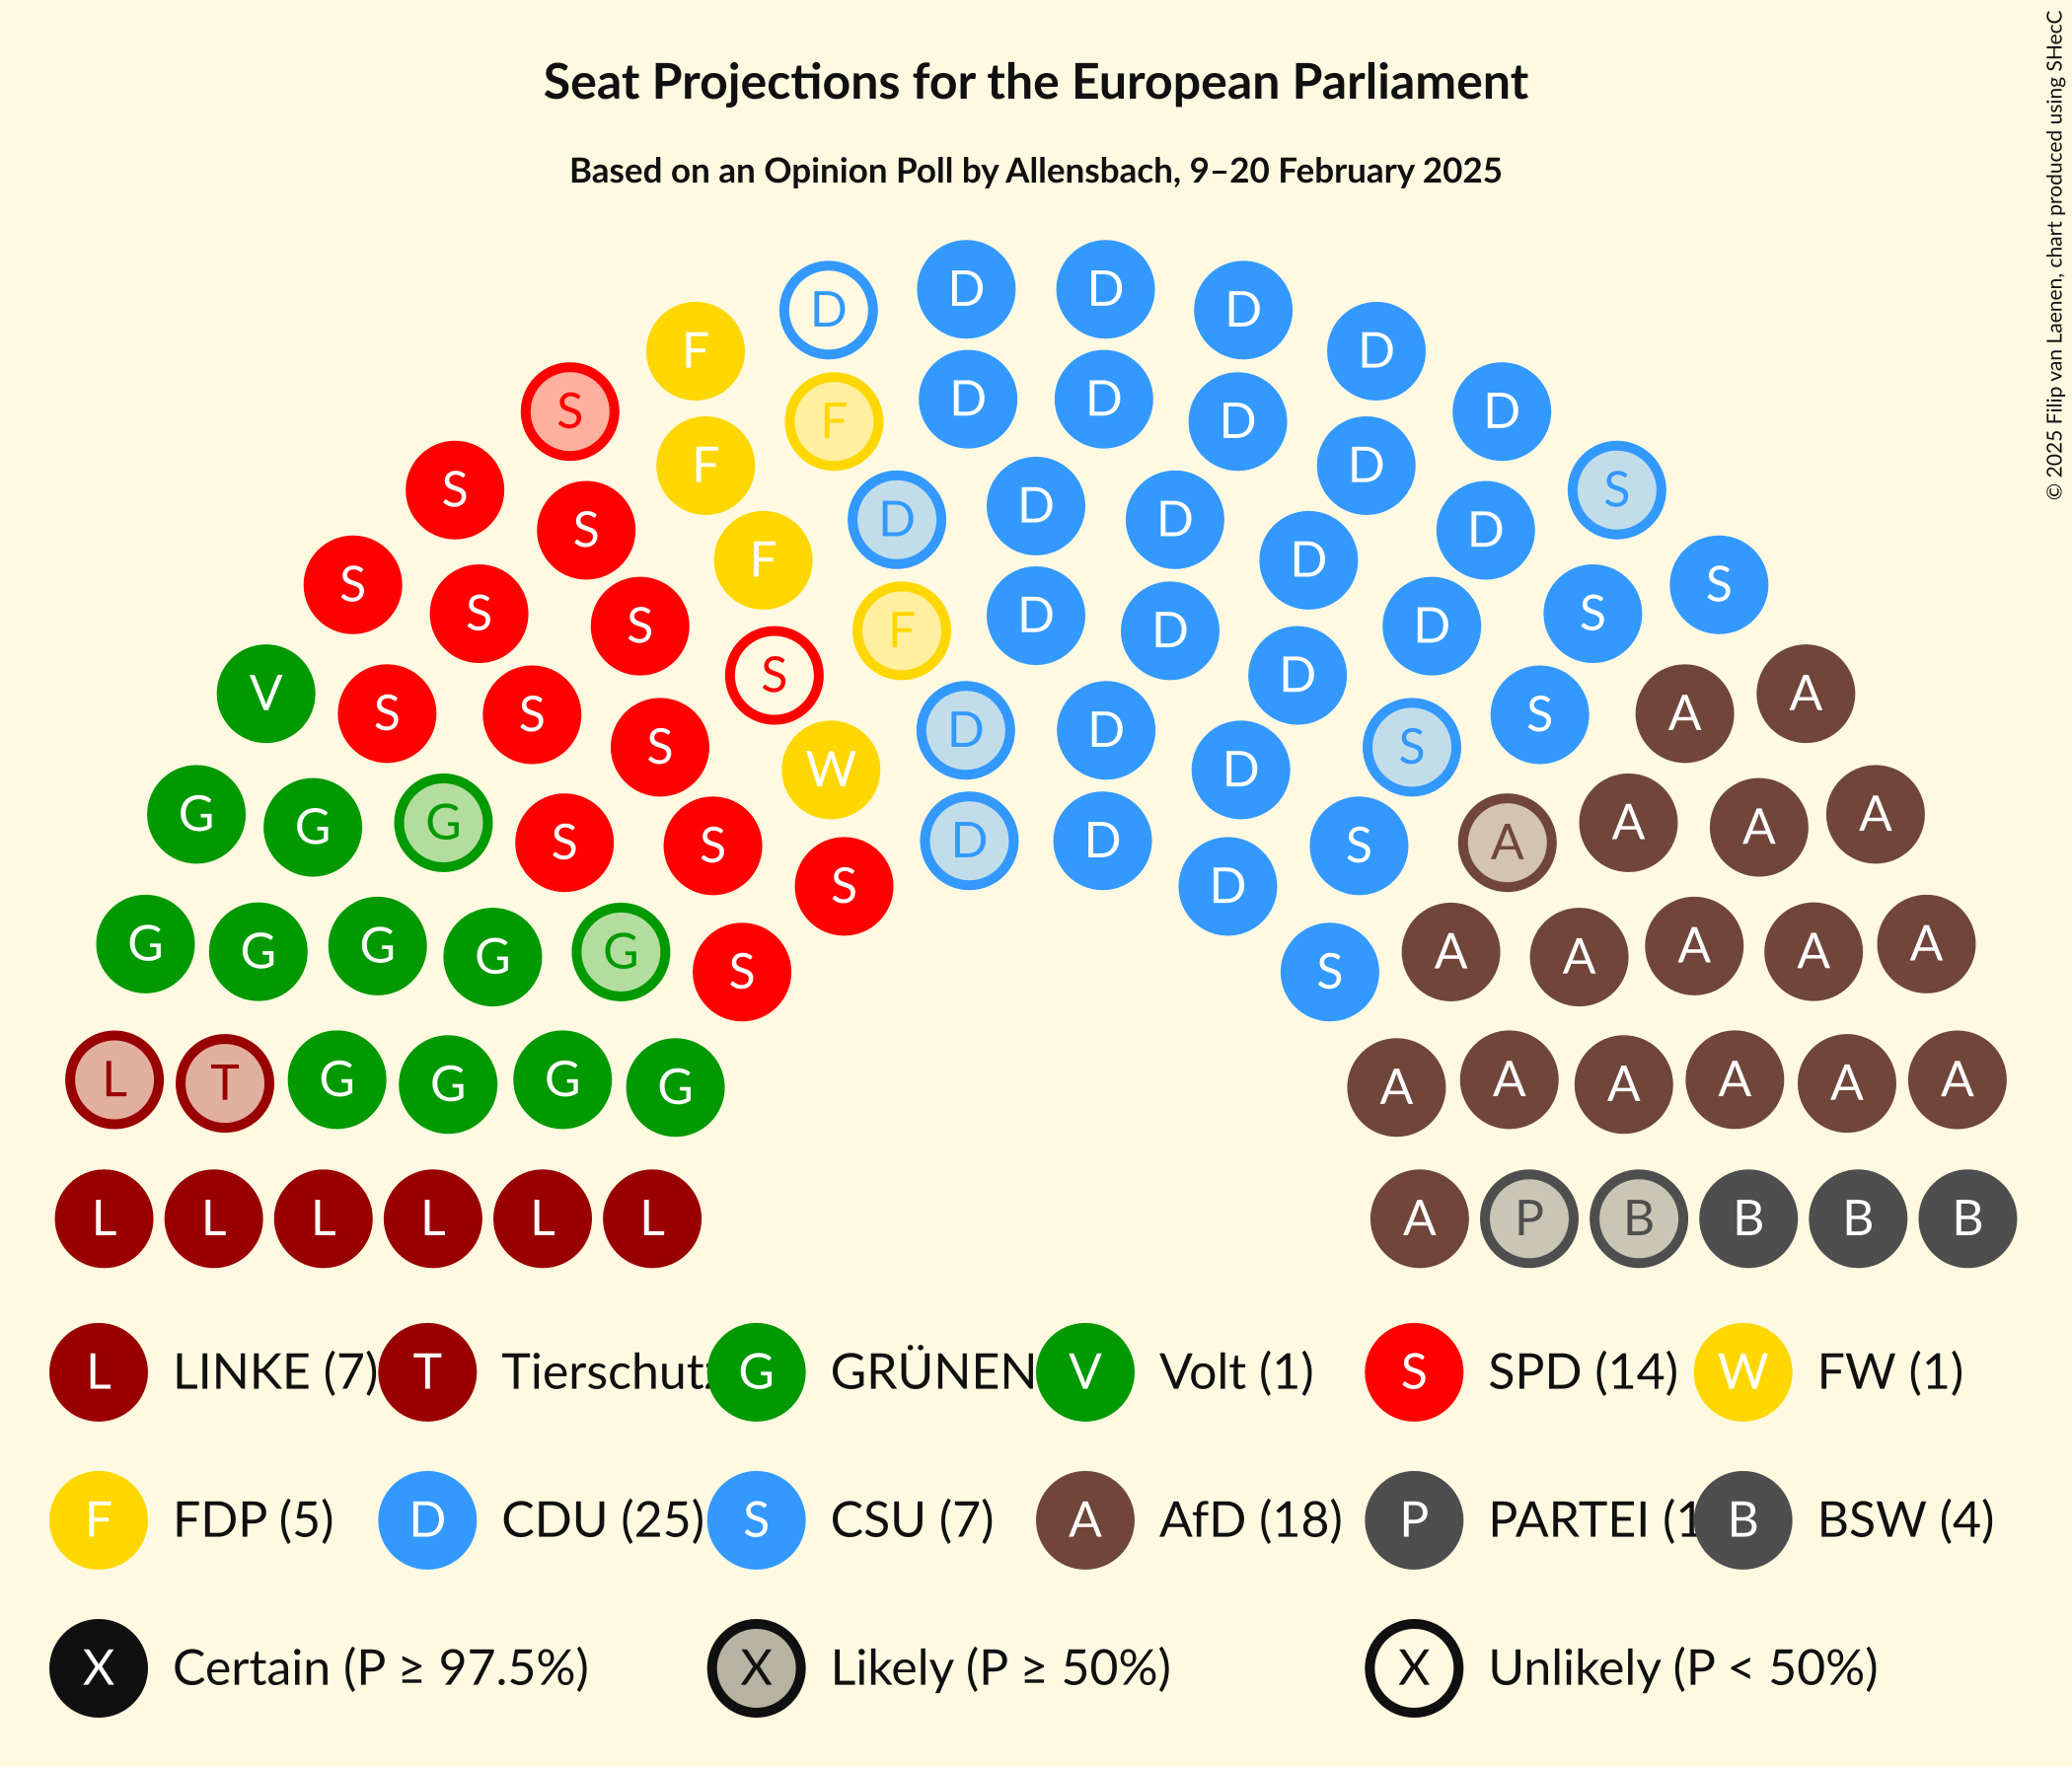 Seat Projections for the European Parliament
Based on an Opinion Poll by Allensbach, 9–20 February 2025
© 2025 Filip van Laenen, chart produced using SHecC
D D D D
F D
S F D D D D D
S F D D D S
S S F D D D D S
S S S F D D D S S
V S S S S W D D D S S A A
G G G S S S D D D S A A A A
G G G G G S S A A A A A
L T G G G G A A A A A A
L L L L L L A P B B B B
L LINKE (7) T Tierschutz G GRÜNEN V Volt (1) S SPD (14) W FW (1)
F FDP (5) D CDU (25) S CSU (7) A AfD (18) P PARTEI (1 B BSW (4)
X Certain (P ≥ 97.5%) X Likely (P ≥ 50%) X Unlikely (P < 50%)